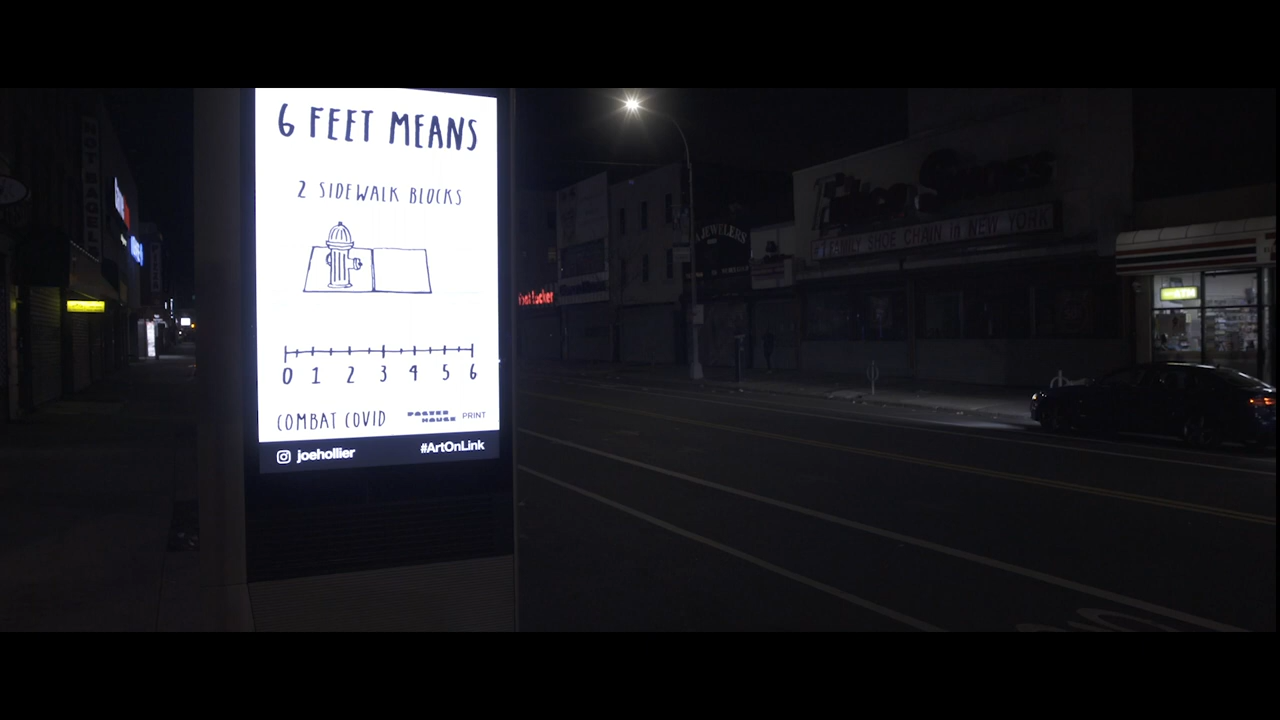 6 FEET MEANS
2 SIDEWALK BLOCKS
0 1 2 3 4 5 6
COMBAT COVID
POSTER HOUSE PRINT
joehollier
#ArtOnLink
JEWELERS
FAMILY SHOE CHAIN in NEW YORK